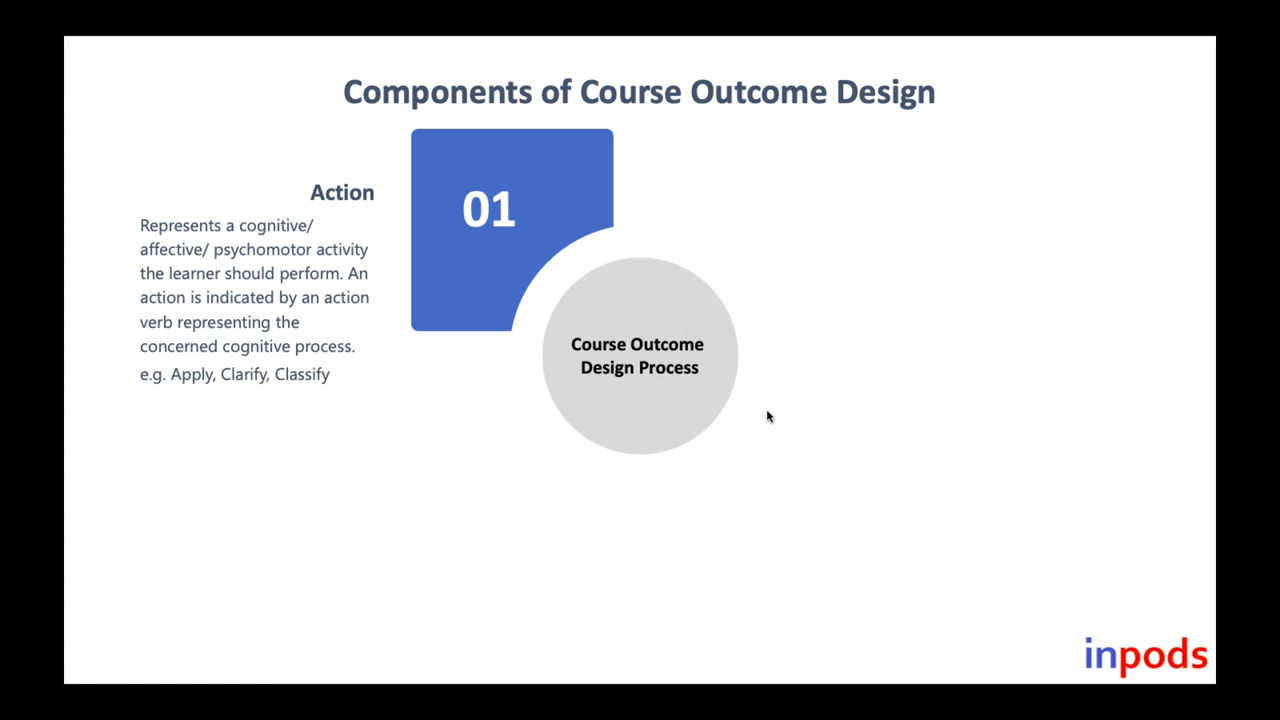 Components of Course Outcome Design
01
Action
Represents a cognitive/
affective/ psychomotor activity
the learner should perform. An
action is indicated by an action
verb representing the
concerned cognitive process.
e.g. Apply, Clarify, Classify
Course Outcome
Design Process
inpods